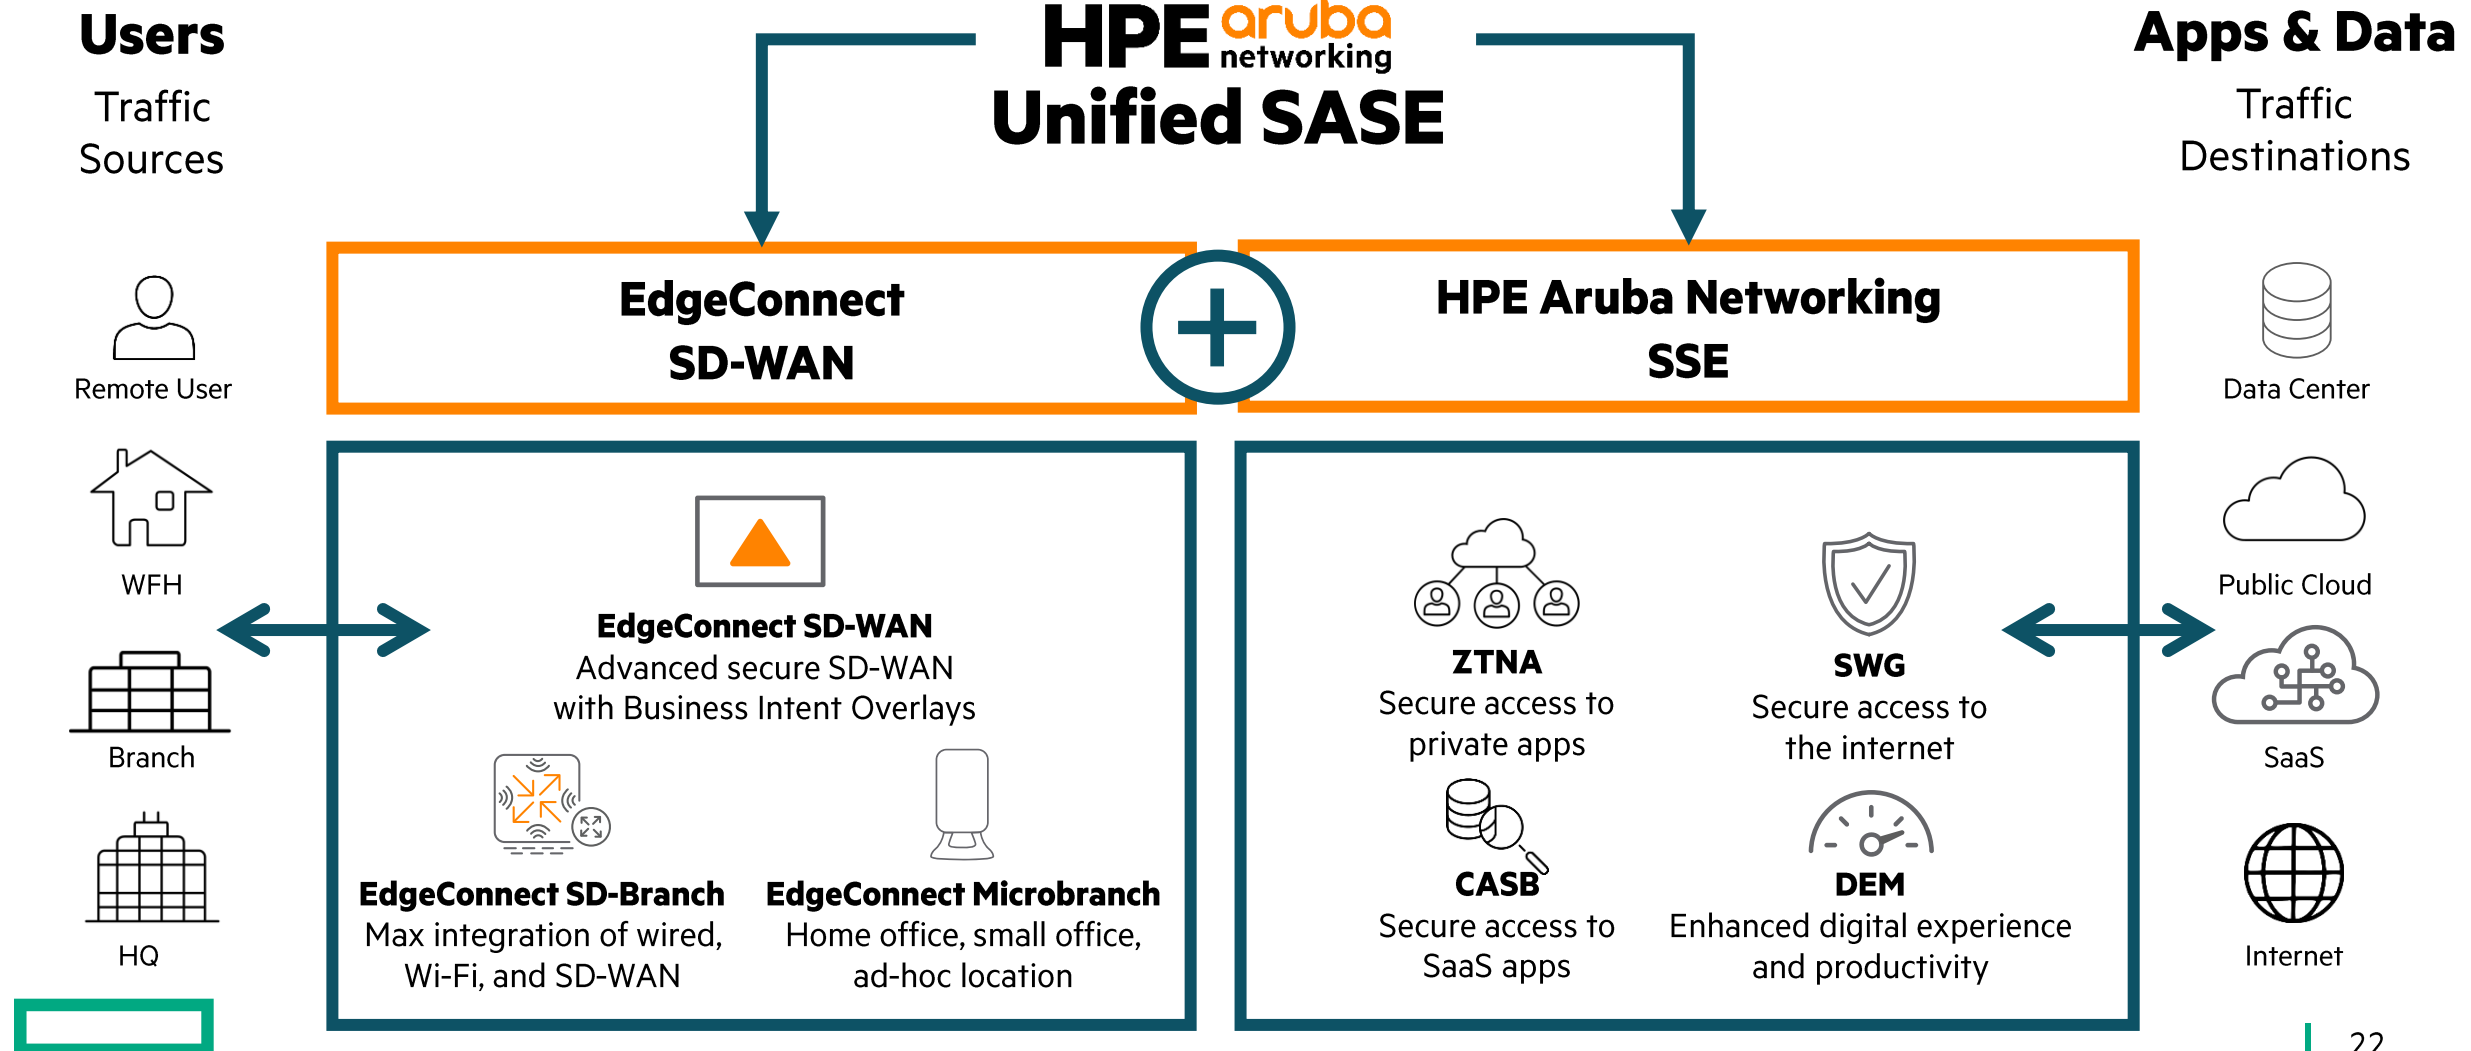 Users
Traffic
Sources
HPE aruba
networking
Unified SASE
Apps & Data
Traffic
Destinations
Remote User
WFH
Branch
HQ
EdgeConnect
SD-WAN
HPE Aruba Networking
SSE
EdgeConnect SD-WAN
Advanced secure SD-WAN
with Business Intent Overlays
EdgeConnect SD-Branch
Max integration of wired,
Wi-Fi, and SD-WAN
EdgeConnect Microbranch
Home office, small office,
ad-hoc location
ZTNA
Secure access to
private apps
SWG
Secure access to
the internet
CASB
Secure access to
SaaS apps
DEM
Enhanced digital experience
and productivity
Data Center
Public Cloud
SaaS
Internet
22